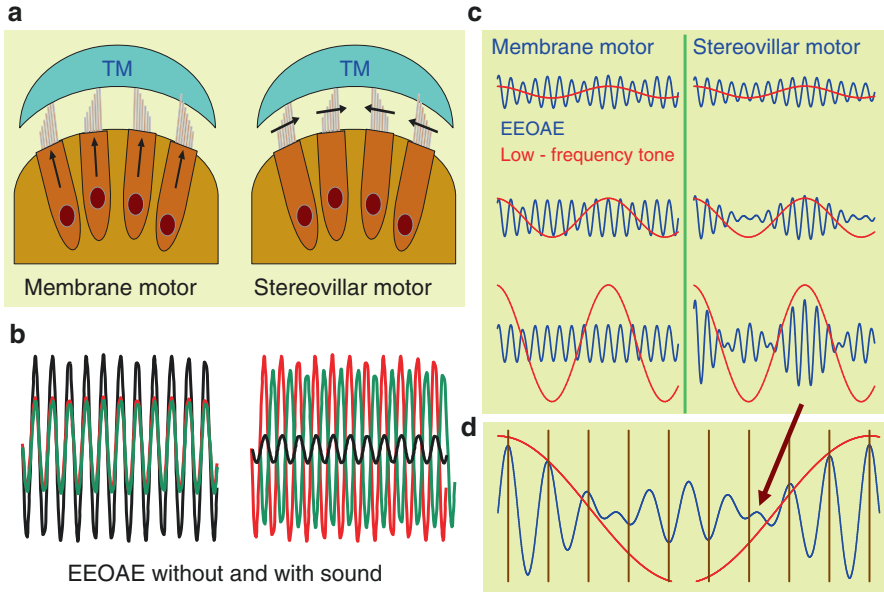 a
TM
TM
Membrane motor
Stereovillar motor
b
EEOAE without and with sound
c
Membrane motor
Stereovillar motor
EEOAE
Low - frequency tone
d